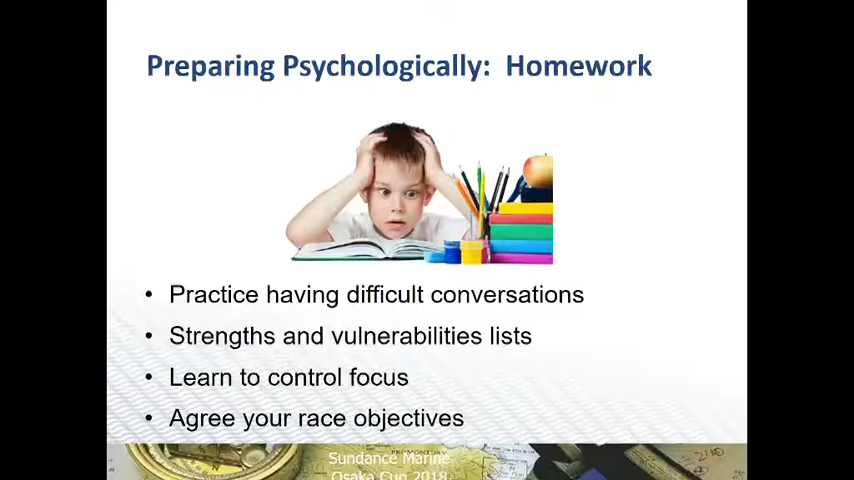 Preparing Psychologically: Homework
• Practice having difficult conversations
• Strengths and vulnerabilities lists
• Learn to control focus
• Agree your race objectives
Sundance Marine
Osaka Cup 2018